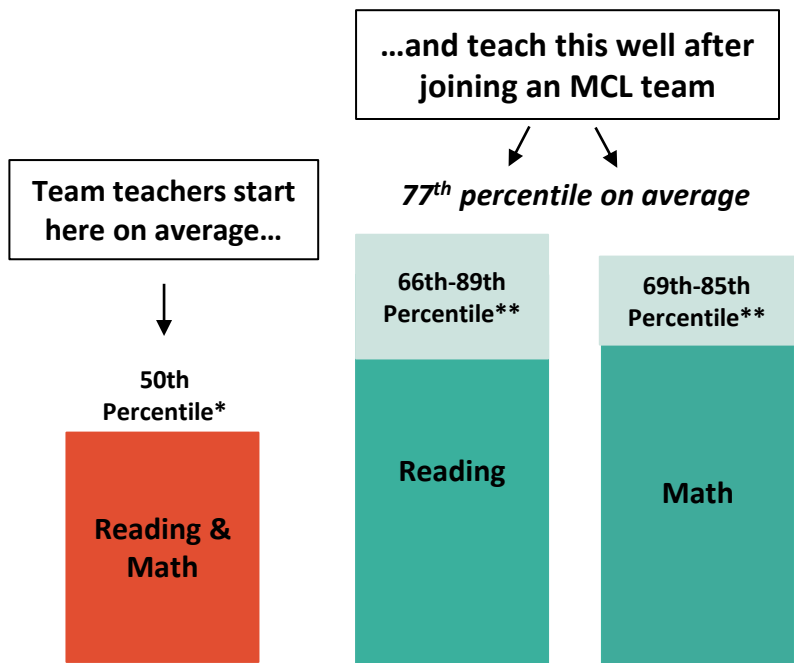 …and teach this well after
joining an MCL team
Team teachers start
here on average…
77th percentile on average
50th
Percentile*
Reading &
Math
66th-89th
Percentile**
Reading
69th-85th
Percentile**
Math